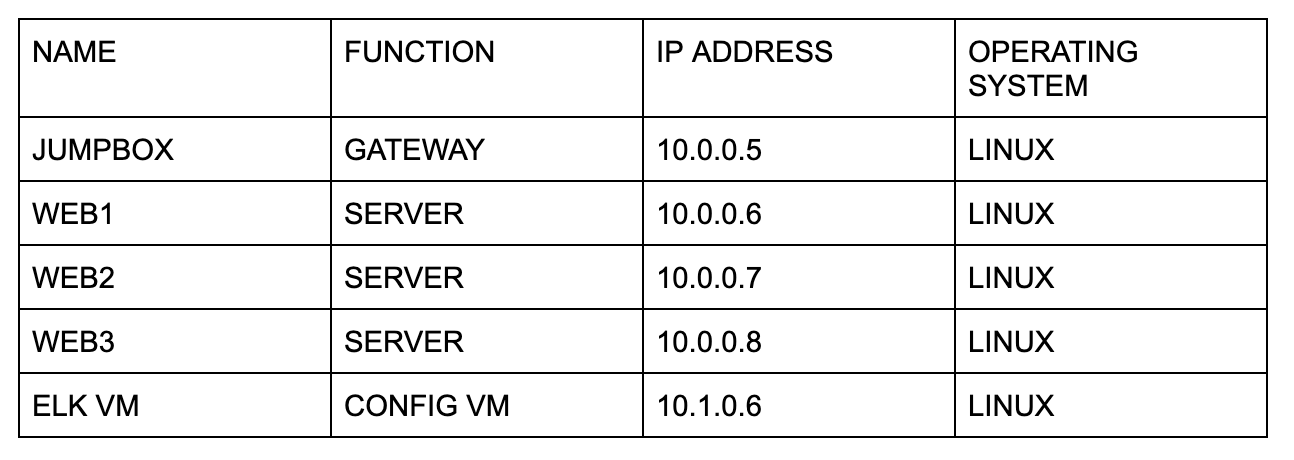 NAME FUNCTION IP ADDRESS OPERATING
SYSTEM
JUMPBOX GATEWAY 10.0.0.5 LINUX
WEB1 SERVER 10.0.0.6 LINUX
WEB2 SERVER 10.0.0.7 LINUX
WEB3 SERVER 10.0.0.8 LINUX
ELK VM CONFIG VM 10.1.0.6 LINUX